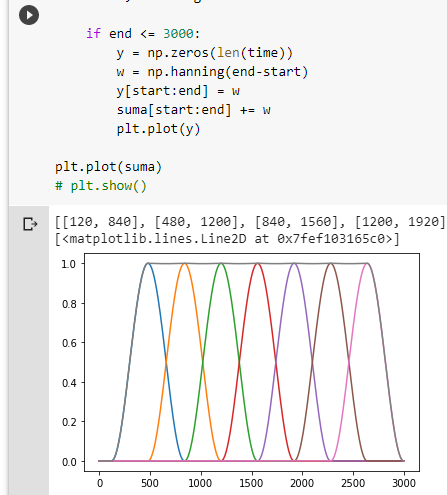 if end <= 3000:
y = np.zeros(len(time))
w = np.hanning(end-start)
y[start:end] = w
suma[start:end] += w
plt.plot(y)
plt.plot(suma)
# plt.show()
[[120, 840], [480, 1200], [840, 1560], [1200, 1920]
[<matplotlib.lines.Line2D at 0x7fef103165c0>]
1.0
0.8
0.6
0.4
0.2
0.0
0 500 1000 1500 2000 2500 3000